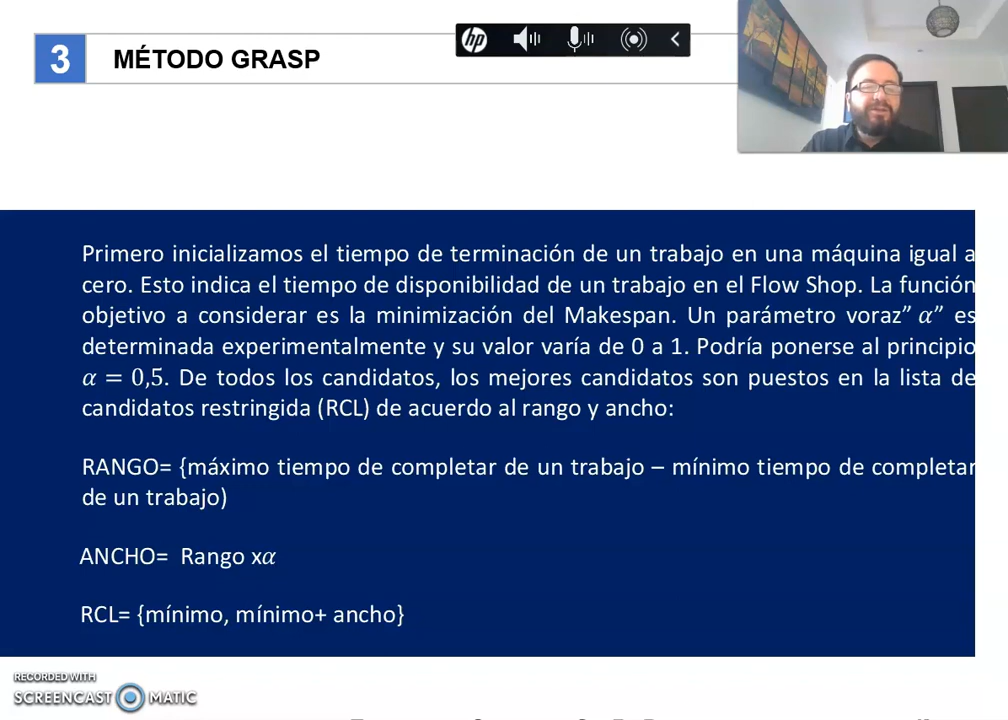 3 MÉTODO GRASP
hp
Primero inicializamos el tiempo de terminación de un trabajo en una máquina igual a
cero. Esto indica el tiempo de disponibilidad de un trabajo en el Flow Shop. La función
objetivo a considerar es la minimización del Makespan. Un parámetro voraz” α” es
determinada experimentalmente y su valor varía de 0 a 1. Podría ponerse al principio
α = 0,5. De todos los candidatos, los mejores candidatos son puestos en la lista de
candidatos restringida (RCL) de acuerdo al rango y ancho:
RANGO= {máximo tiempo de completar de un trabajo – mínimo tiempo de completar
de un trabajo)
ANCHO= Rango xα
RCL= {mínimo, mínimo+ ancho}
RECORDED WITH
SCREENCAST MATIC